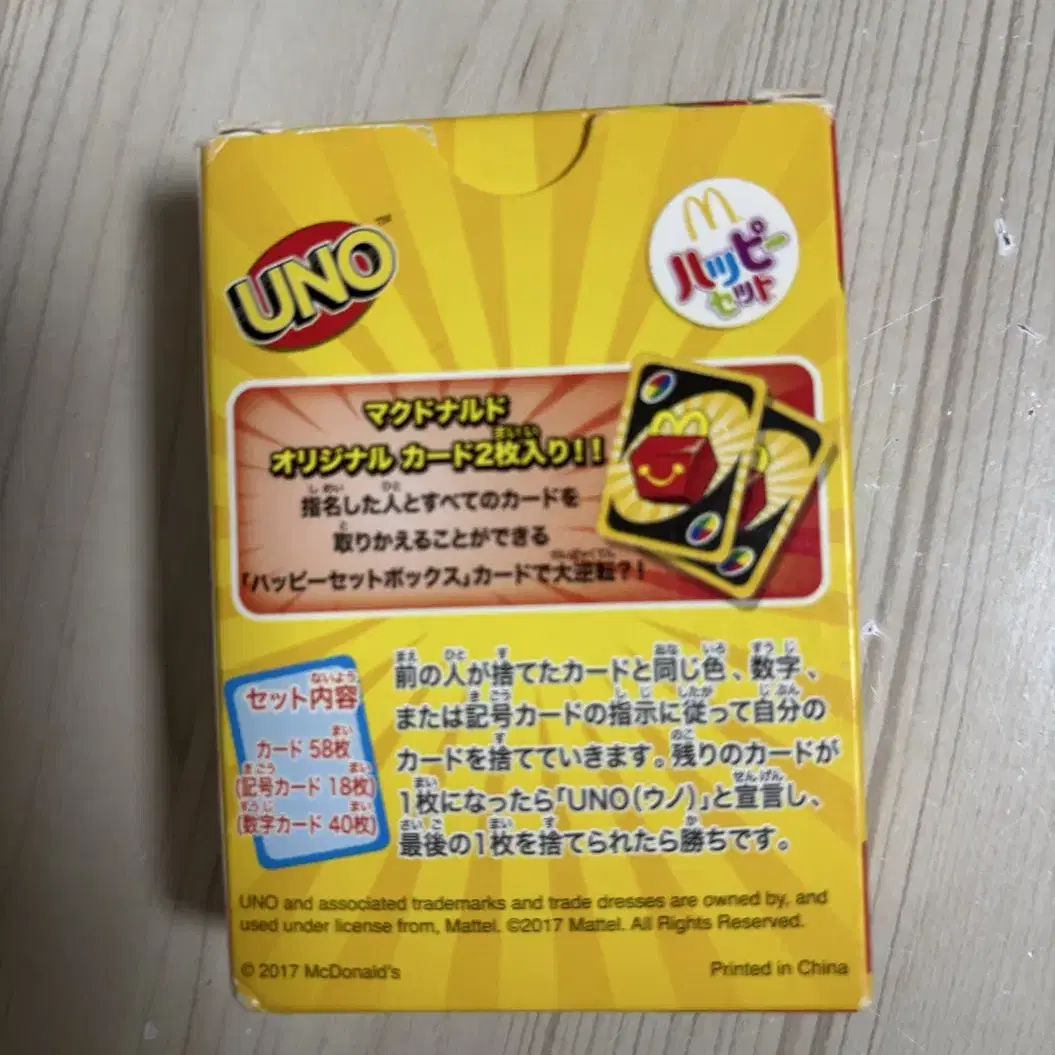 UNO™
ハッピー
セット
マクドナルド
オリジナル カード2枚入り!!
指名した人とすべてのカードを
取りかえることができる
「ハッピーセットボックス」カードで大逆転?!
セット内容
カード 58枚
(記号カード 18枚)
(数字カード 40枚)
前の人が捨てたカードと同じ色、数字、
または記号カードの指示に従って自分の
カードを捨てていきます。残りのカードが
1枚になったら「UNO(ウノ)」と宣言し、
最後の1枚を捨てられたら勝ちです。
UNO and associated trademarks and trade dresses are owned by, and
used under license from, Mattel. ©2017 Mattel. All Rights Reserved.
© 2017 McDonald's
Printed in China